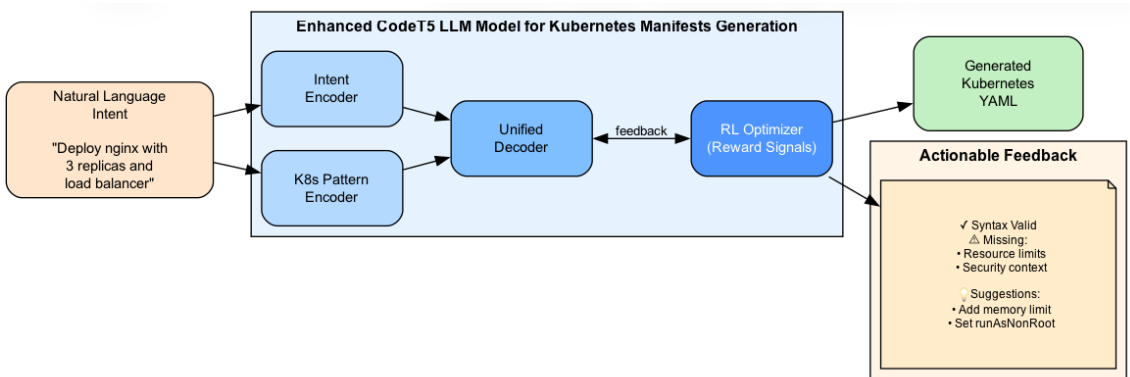 Enhanced CodeT5 LLM Model for Kubernetes Manifests Generation
Natural Language
Intent
"Deploy nginx with
3 replicas and
load balancer"
Intent
Encoder
K8s Pattern
Encoder
Unified
Decoder
feedback
RL Optimizer
(Reward Signals)
Generated
Kubernetes
YAML
Actionable Feedback
✓ Syntax Valid
⚠ Missing:
• Resource limits
• Security context
💡Suggestions:
• Add memory limit
• Set runAsNonRoot